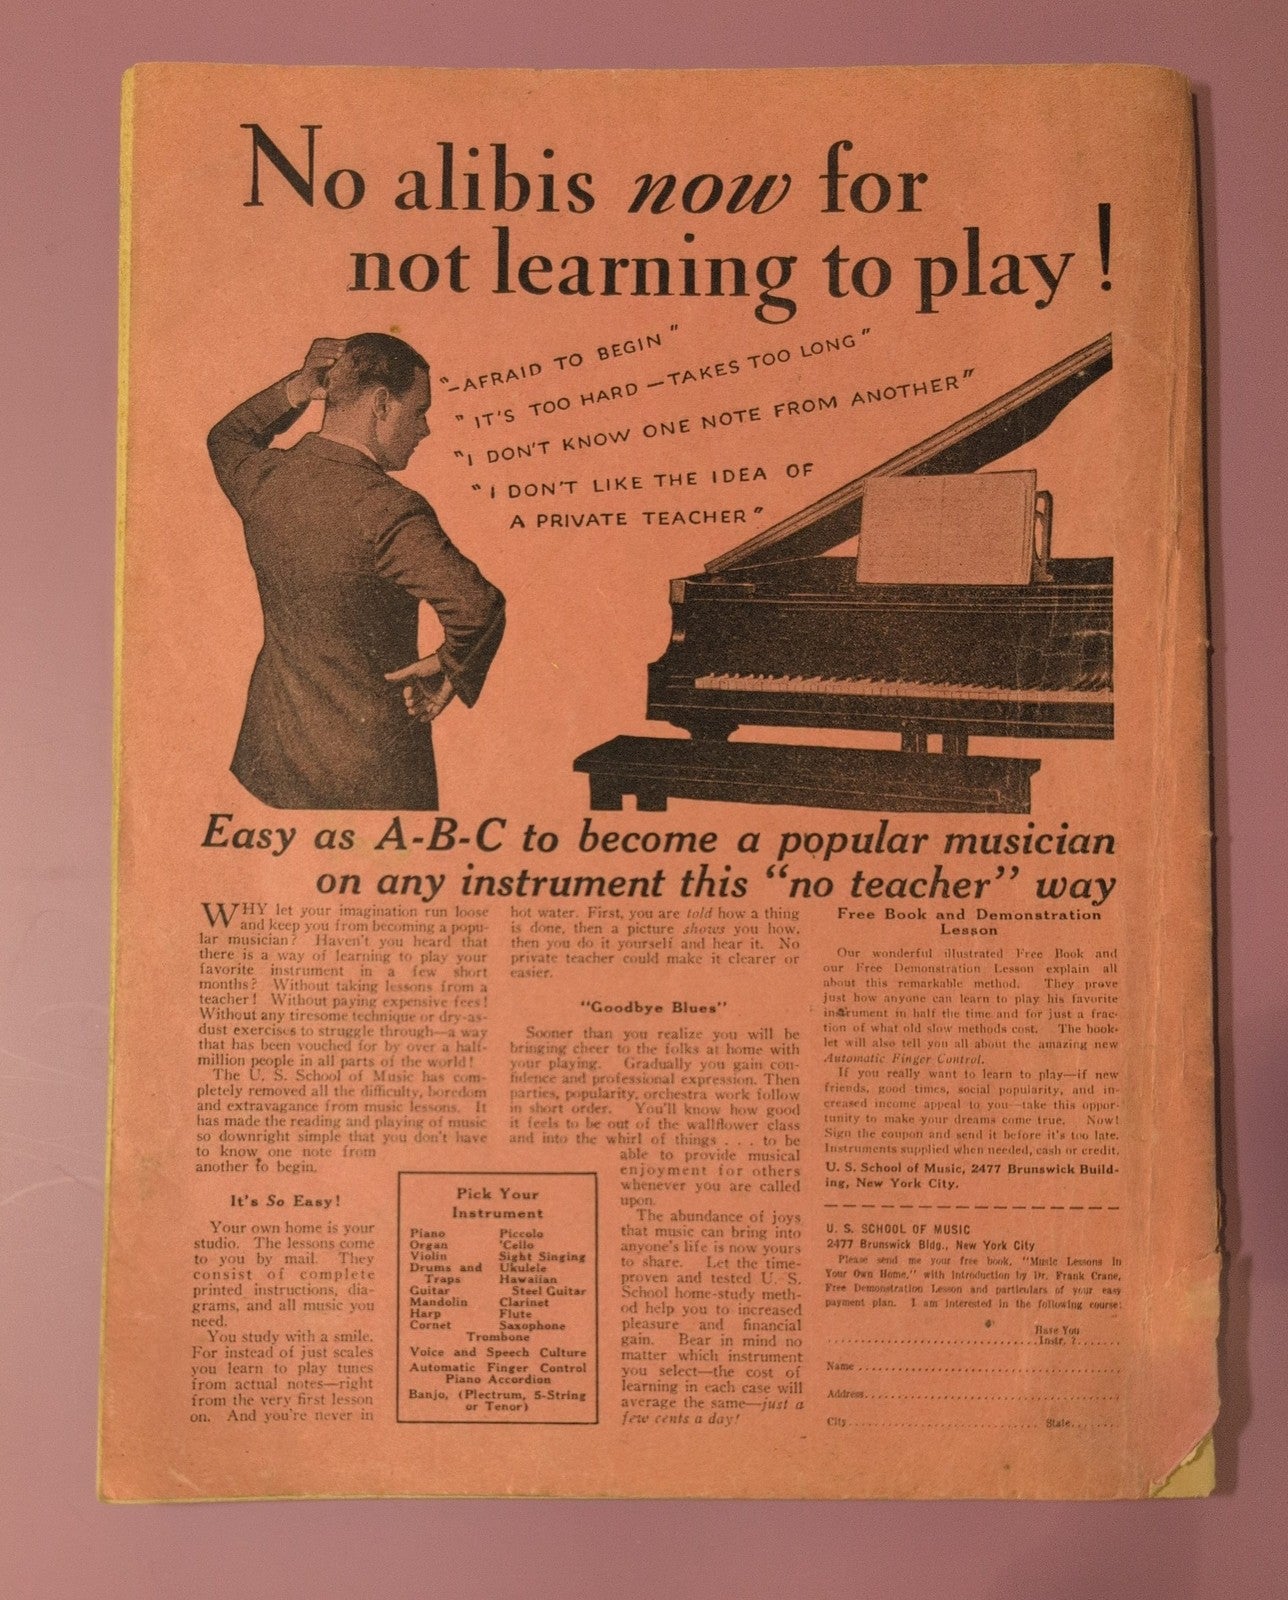 No alibis now for
not learning to play!
"—AFRAID TO BEGIN"
"IT'S TOO HARD—TAKES TOO LONG"
"I DON'T KNOW ONE NOTE FROM ANOTHER"
"I DON'T LIKE THE IDEA OF
A PRIVATE TEACHER"
Easy as A-B-C to become a popular musician
on any instrument this "no teacher" way
WHY let your imagination run loose
and keep you from becoming a popu-
lar musician? Haven't you heard that
there is a way of learning to play your
favorite instrument in a few short
months? Without taking lessons from a
teacher! Without paying expensive fees!
Without any tiresome technique or dry-as-
dust exercises to struggle through—a way
that has been vouched for by over a half-
million people in all parts of the world!
The U. S. School of Music has com-
pletely removed all the difficulty, boredom
and extravagance from music lessons. It
has made the reading and playing of music
so downright simple that you don't have
to know one note from
another to begin.
It's So Easy!
Your own home is your
studio. The lessons come
to you by mail. They
consist of complete
printed instructions, dia-
grams, and all music you
need.
You study with a smile.
For instead of just scales
you learn to play tunes
from actual notes—right
from the very first lesson
on. And you're never in
hot water. First, you are told how a thing
is done, then a picture shows you how,
then you do it yourself and hear it. No
private teacher could make it clearer or
easier.
"Goodbye Blues"
Sooner than you realize you will be
bringing cheer to the folks at home with
your playing. Gradually you gain con-
fidence and professional expression. Then
parties, popularity, orchestra work follow
in short order. You'll know how good
it feels to be out of the wallflower class
and into the whirl of things . . . to be
able to provide musical
enjoyment for others
whenever you are called
upon.
The abundance of joys
that music can bring into
anyone's life is now yours
to share. Let the time-
proven and tested U. S.
School home-study meth-
od help you to increased
pleasure and financial
gain. Bear in mind no
matter which instrument
you select—the cost of
learning in each case will
average the same—just a
few cents a day!
Pick Your
Instrument
Piano Piccolo
Organ 'Cello
Violin Sight Singing
Drums and Ukulele
Traps Hawaiian
Guitar Steel Guitar
Mandolin Clarinet
Harp Flute
Cornet Saxophone
Trombone
Voice and Speech Culture
Automatic Finger Control
Piano Accordion
Banjo, (Plectrum, 5-String
or Tenor)
Free Book and Demonstration
Lesson
Our wonderful illustrated Free Book and
our Free Demonstration Lesson explain all
about this remarkable method. They prove
just how anyone can learn to play his favorite
instrument in half the time and for just a frac-
tion of what old slow methods cost. The book-
let will also tell you all about the amazing new
Automatic Finger Control.
If you really want to learn to play—if new
friends, good times, social popularity, and in-
creased income appeal to you—take this oppor-
tunity to make your dreams come true. Now!
Sign the coupon and send it before it's too late.
Instruments supplied when needed, cash or credit.
U. S. School of Music, 2477 Brunswick Build-
ing, New York City.
U. S. SCHOOL OF MUSIC
2477 Brunswick Bldg., New York City
Please send me your free book, "Music Lessons In
Your Own Home," with introduction by Dr. Frank Crane,
Free Demonstration Lesson and particulars of your easy
payment plan. I am interested in the following course:
Have You
Instr. ?
Name
Address
City State